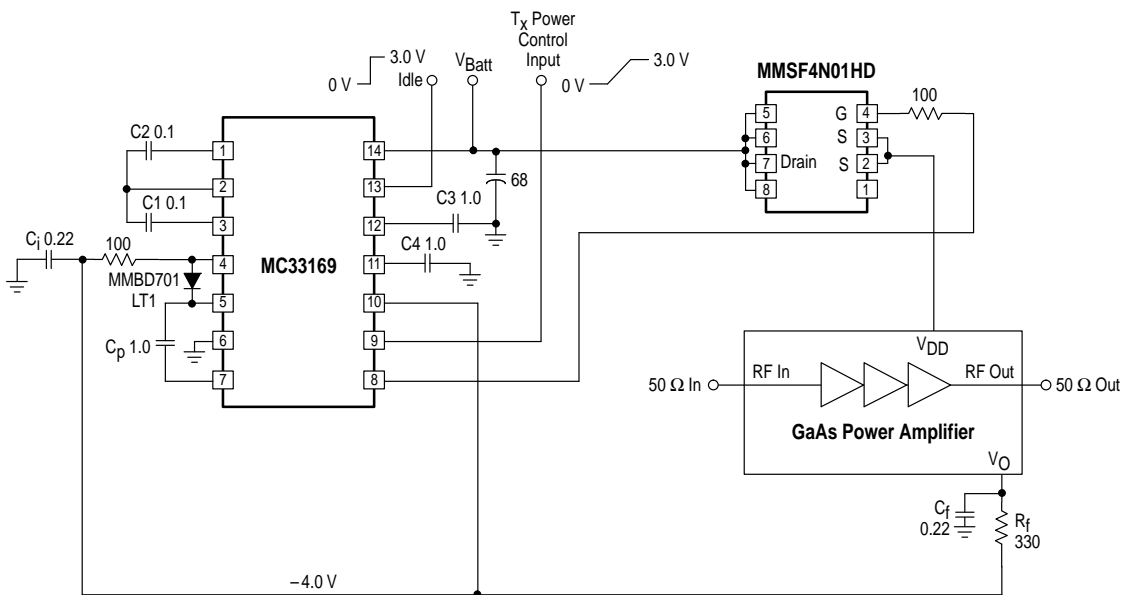 Tx Power
Control
Input
3.0 V
0 V
Idle
VBatt
0 V
3.0 V
MMSF4N01HD
100
5
6
7
8
Drain
G
S
S
4
3
2
1
C2 0.1
C1 0.1
1
2
3
4
5
6
7
MC33169
14
13
12
11
10
9
8
68
C3 1.0
C4 1.0
Ci 0.22
100
MMBD701
LT1
Cp 1.0
VDD
50 Ω In
RF In
RF Out
50 Ω Out
GaAs Power Amplifier
VO
Cf
0.22
Rf
330
–4.0 V